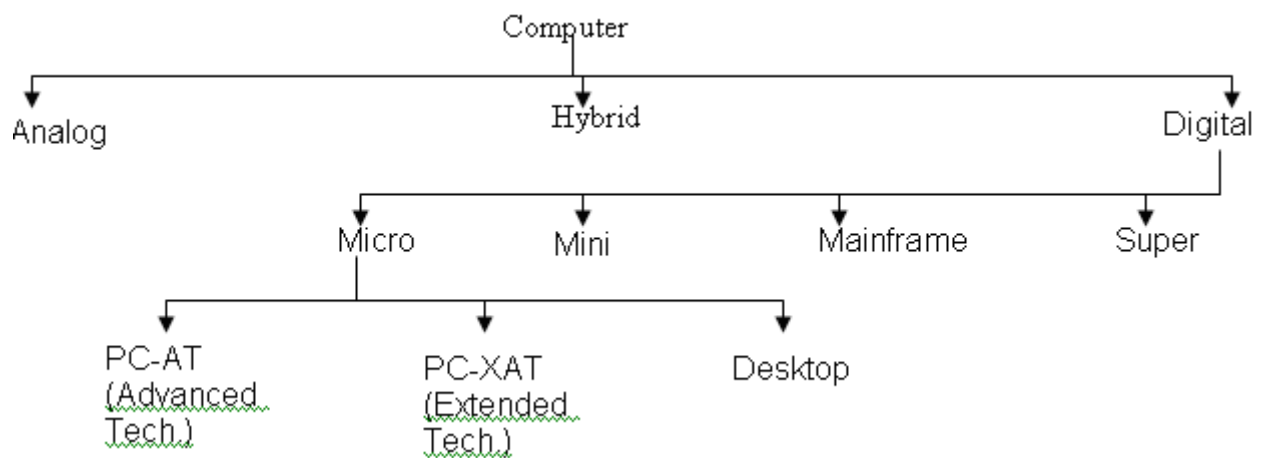 Computer
Analog
Hybrid
Digital
Micro
Mini
Mainframe
Super
PC-AT
(Advanced
Tech.)
PC-XAT
(Extended
Tech.)
Desktop